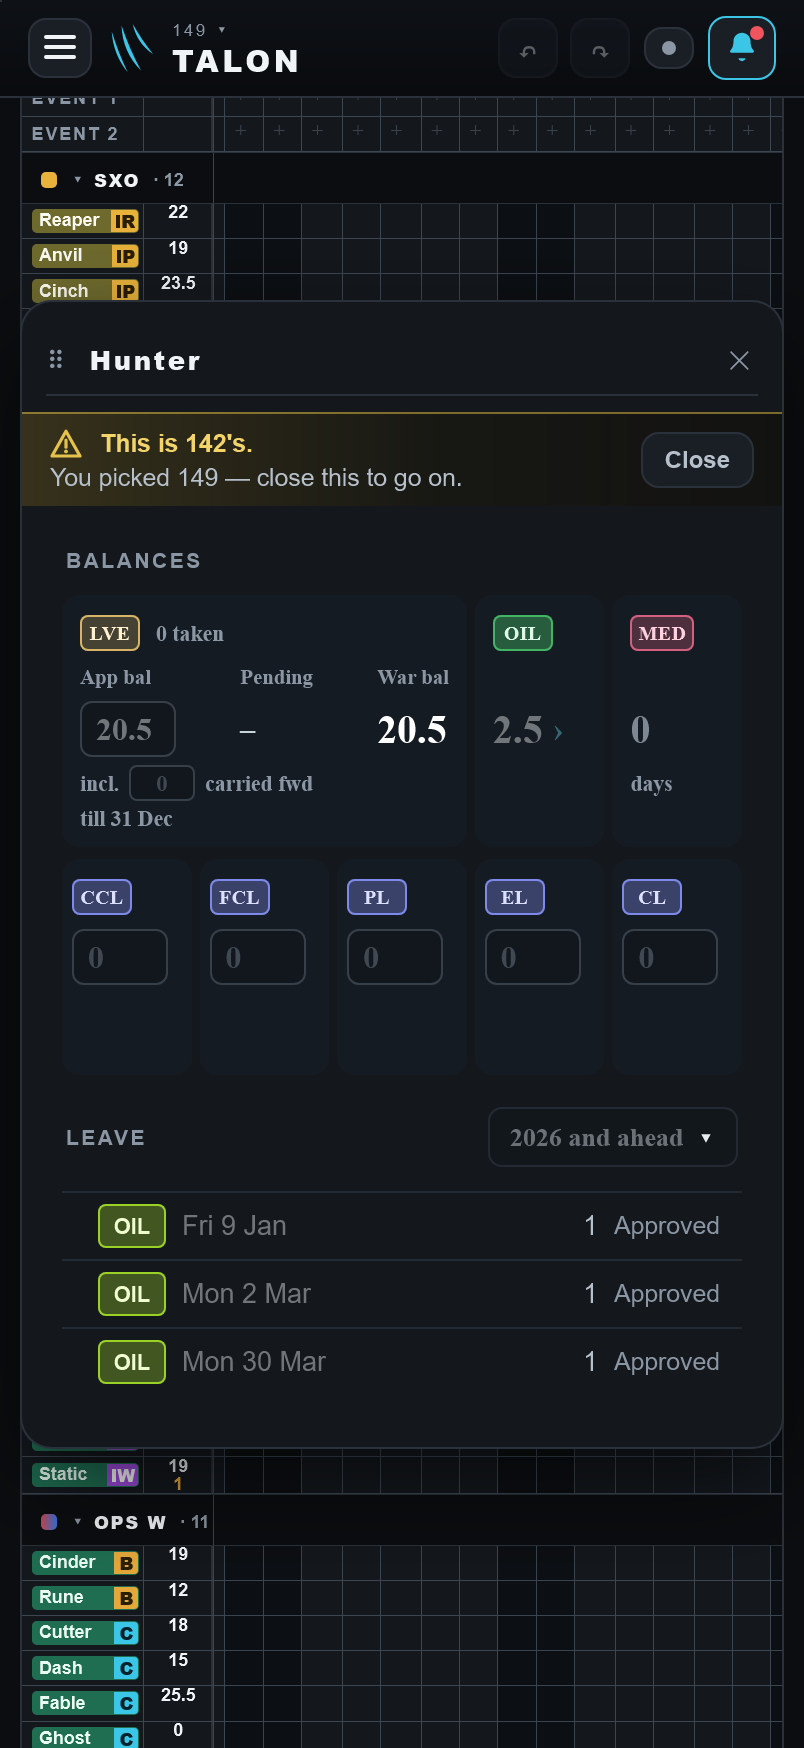 149 ▾
TALON
EVENT 1
EVENT 2 + + + + + + + + + + + + + +
▾ SXO · 12
Reaper IR 22
Anvil IP 19
Cinch IP 23.5
Hunter
This is 142's.
You picked 149 — close this to go on.
Close
BALANCES
LVE 0 taken
App bal Pending War bal
20.5 – 20.5
incl. 0 carried fwd
till 31 Dec
OIL
2.5 ›
MED
0
days
CCL FCL PL EL CL
0 0 0 0 0
LEAVE 2026 and ahead ▼
OIL Fri 9 Jan 1 Approved
OIL Mon 2 Mar 1 Approved
OIL Mon 30 Mar 1 Approved
Static IW 19
1
▾ OPS W · 11
Cinder B 19
Rune B 12
Cutter C 18
Dash C 15
Fable C 25.5
Ghost C 0